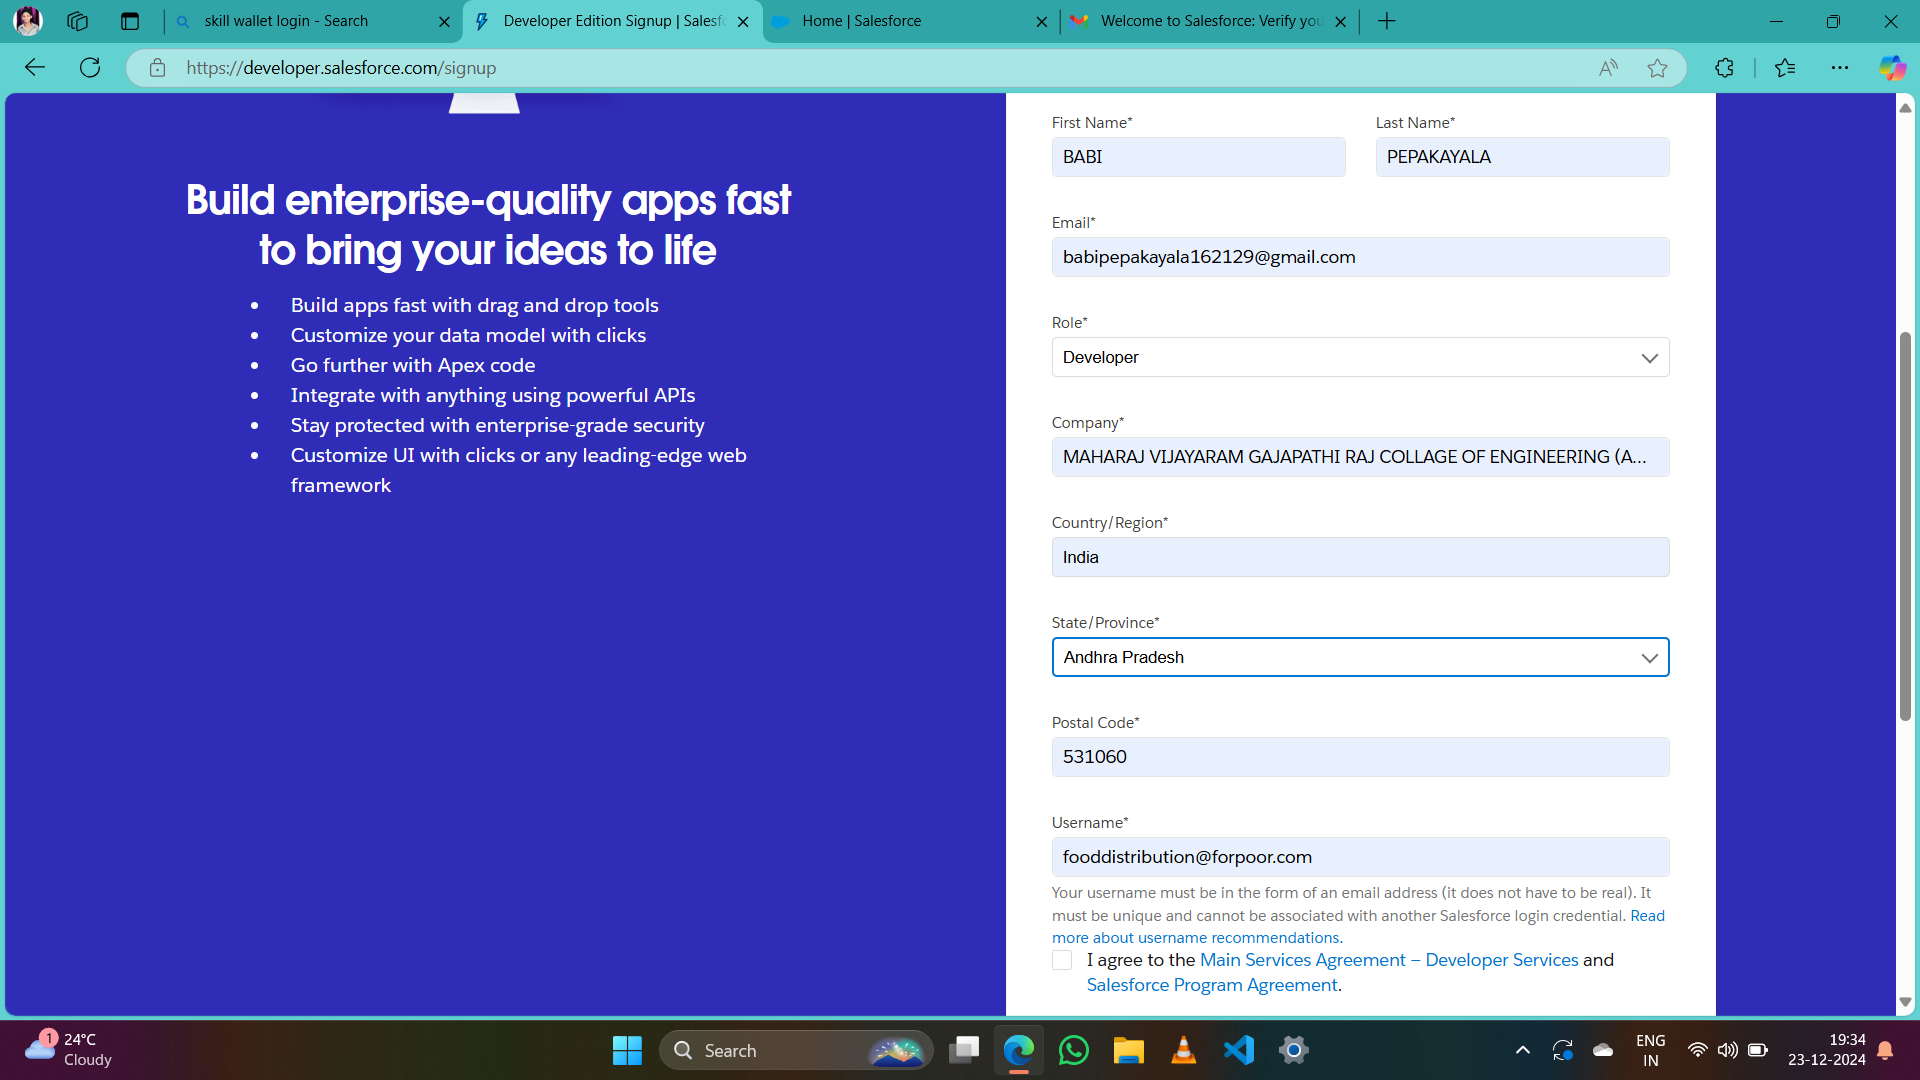 skill wallet login - Search
Developer Edition Signup | Salesf
Home | Salesforce
Welcome to Salesforce: Verify you
https://developer.salesforce.com/signup
Build enterprise-quality apps fast
to bring your ideas to life
• Build apps fast with drag and drop tools
• Customize your data model with clicks
• Go further with Apex code
• Integrate with anything using powerful APIs
• Stay protected with enterprise-grade security
• Customize UI with clicks or any leading-edge web
framework
First Name* Last Name*
BABI PEPAKAYALA
Email*
babipepakayala162129@gmail.com
Role*
Developer
Company*
MAHARAJ VIJAYARAM GAJAPATHI RAJ COLLAGE OF ENGINEERING (A...
Country/Region*
India
State/Province*
Andhra Pradesh
Postal Code*
531060
Username*
fooddistribution@forpoor.com
Your username must be in the form of an email address (it does not have to be real). It
must be unique and cannot be associated with another Salesforce login credential. Read
more about username recommendations.
I agree to the Main Services Agreement – Developer Services and
Salesforce Program Agreement.
1
24°C
Cloudy
Search
ENG
IN
19:34
23-12-2024